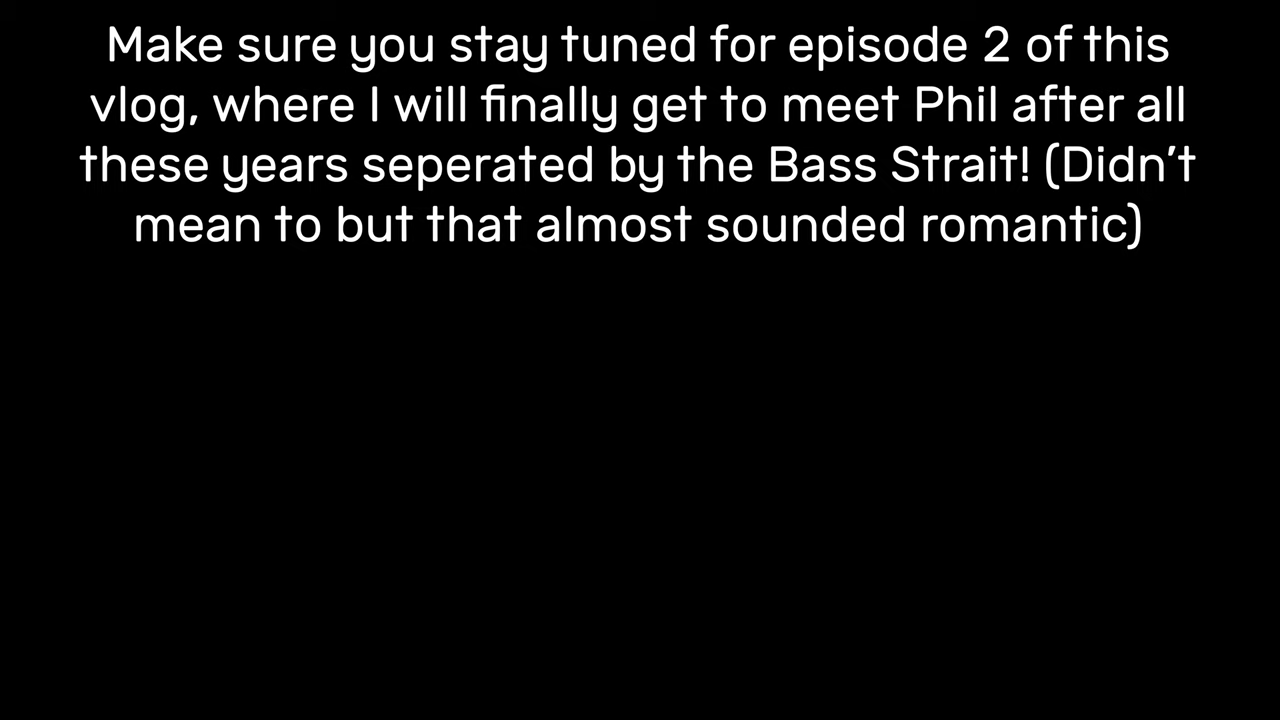 Make sure you stay tuned for episode 2 of this
vlog, where I will finally get to meet Phil after all
these years seperated by the Bass Strait! (Didn’t
mean to but that almost sounded romantic)